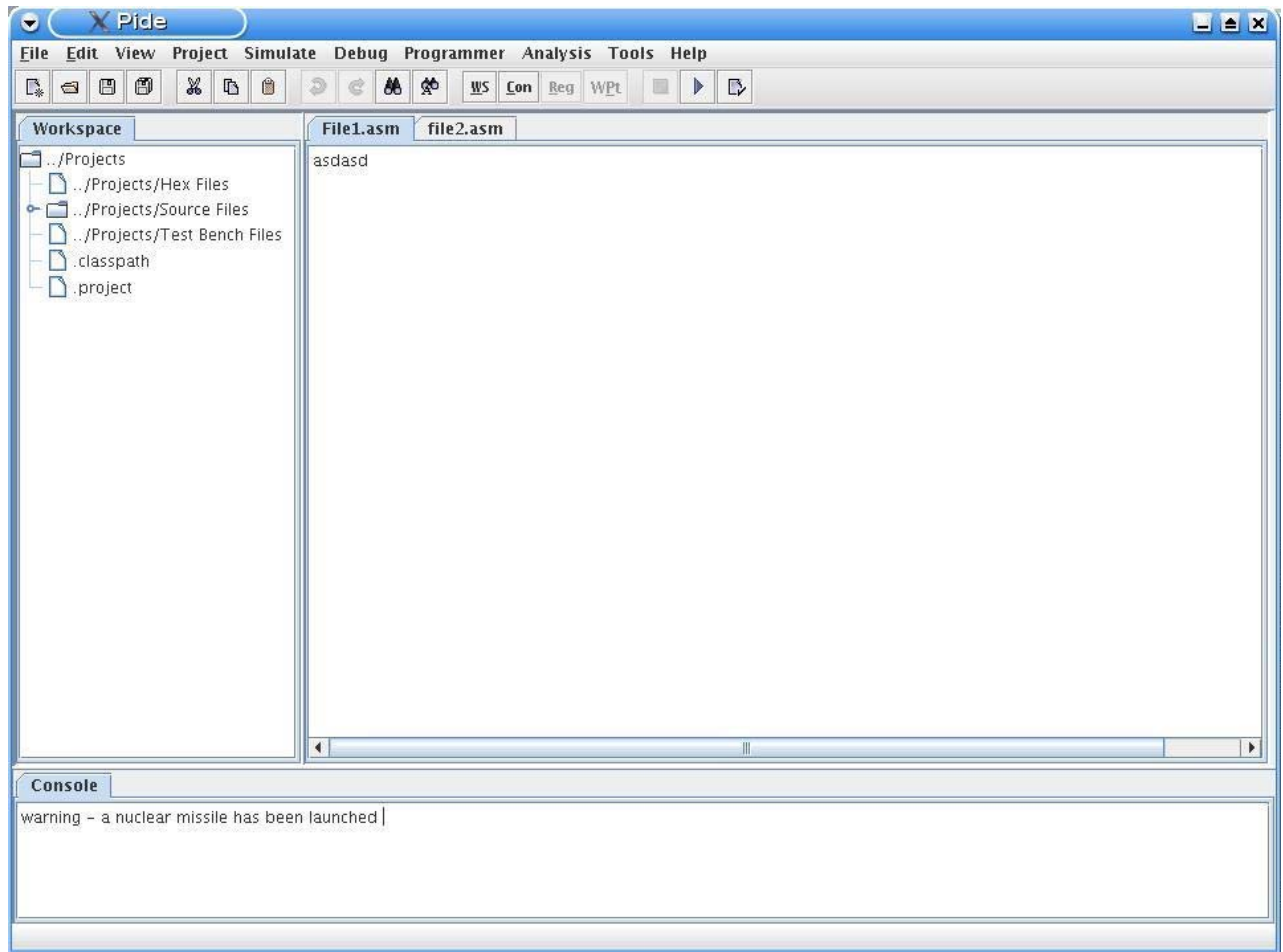 Pide
File Edit View Project Simulate Debug Programmer Analysis Tools Help
WS Con Reg WPt
Workspace
../Projects
../Projects/Hex Files
../Projects/Source Files
../Projects/Test Bench Files
.classpath
.project
File1.asm file2.asm
asdasd
Console
warning – a nuclear missile has been launched